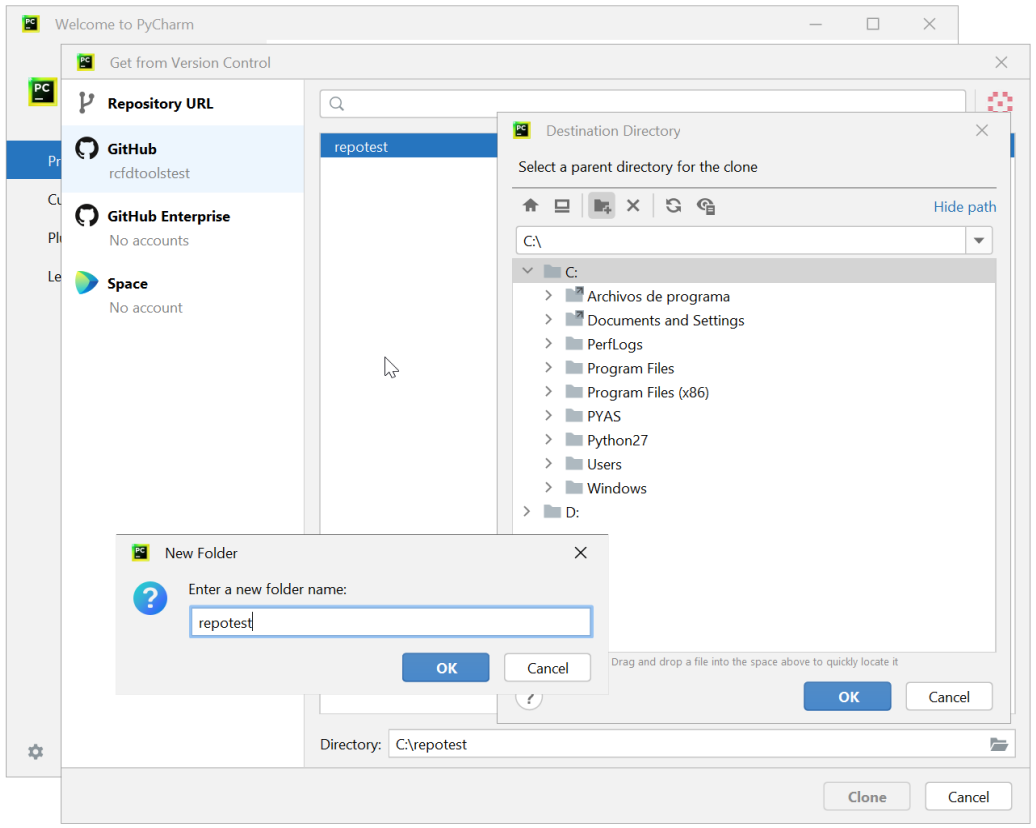 Welcome to PyCharm
Get from Version Control
Repository URL
GitHub
rcfdtoolstest
GitHub Enterprise
No accounts
Space
No account
Pr
Cu
Plu
Le
repotest
Destination Directory
Select a parent directory for the clone
Hide path
C:\
C:
Archivos de programa
Documents and Settings
PerfLogs
Program Files
Program Files (x86)
PYAS
Python27
Users
Windows
D:
Drag and drop a file into the space above to quickly locate it
? OK Cancel
New Folder
Enter a new folder name:
repotest
OK Cancel
Directory: C:\repotest
Clone Cancel